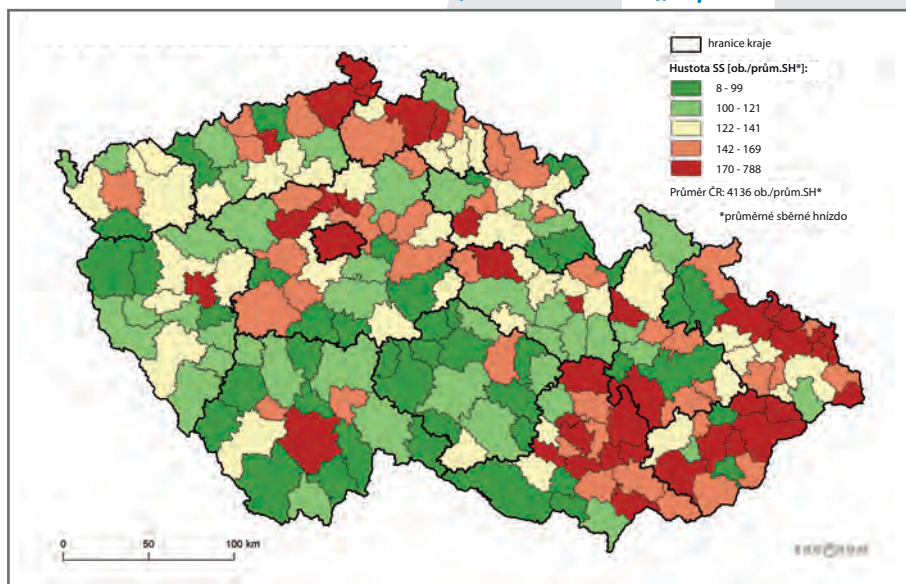 hranice kraje
Hustota SS [ob./prům.SH*]:
8 - 99
100 - 121
122 - 141
142 - 169
170 - 788
Průměr ČR: 4136 ob./prům.SH*
*průměrné sběrné hnízdo
0 50 100 km